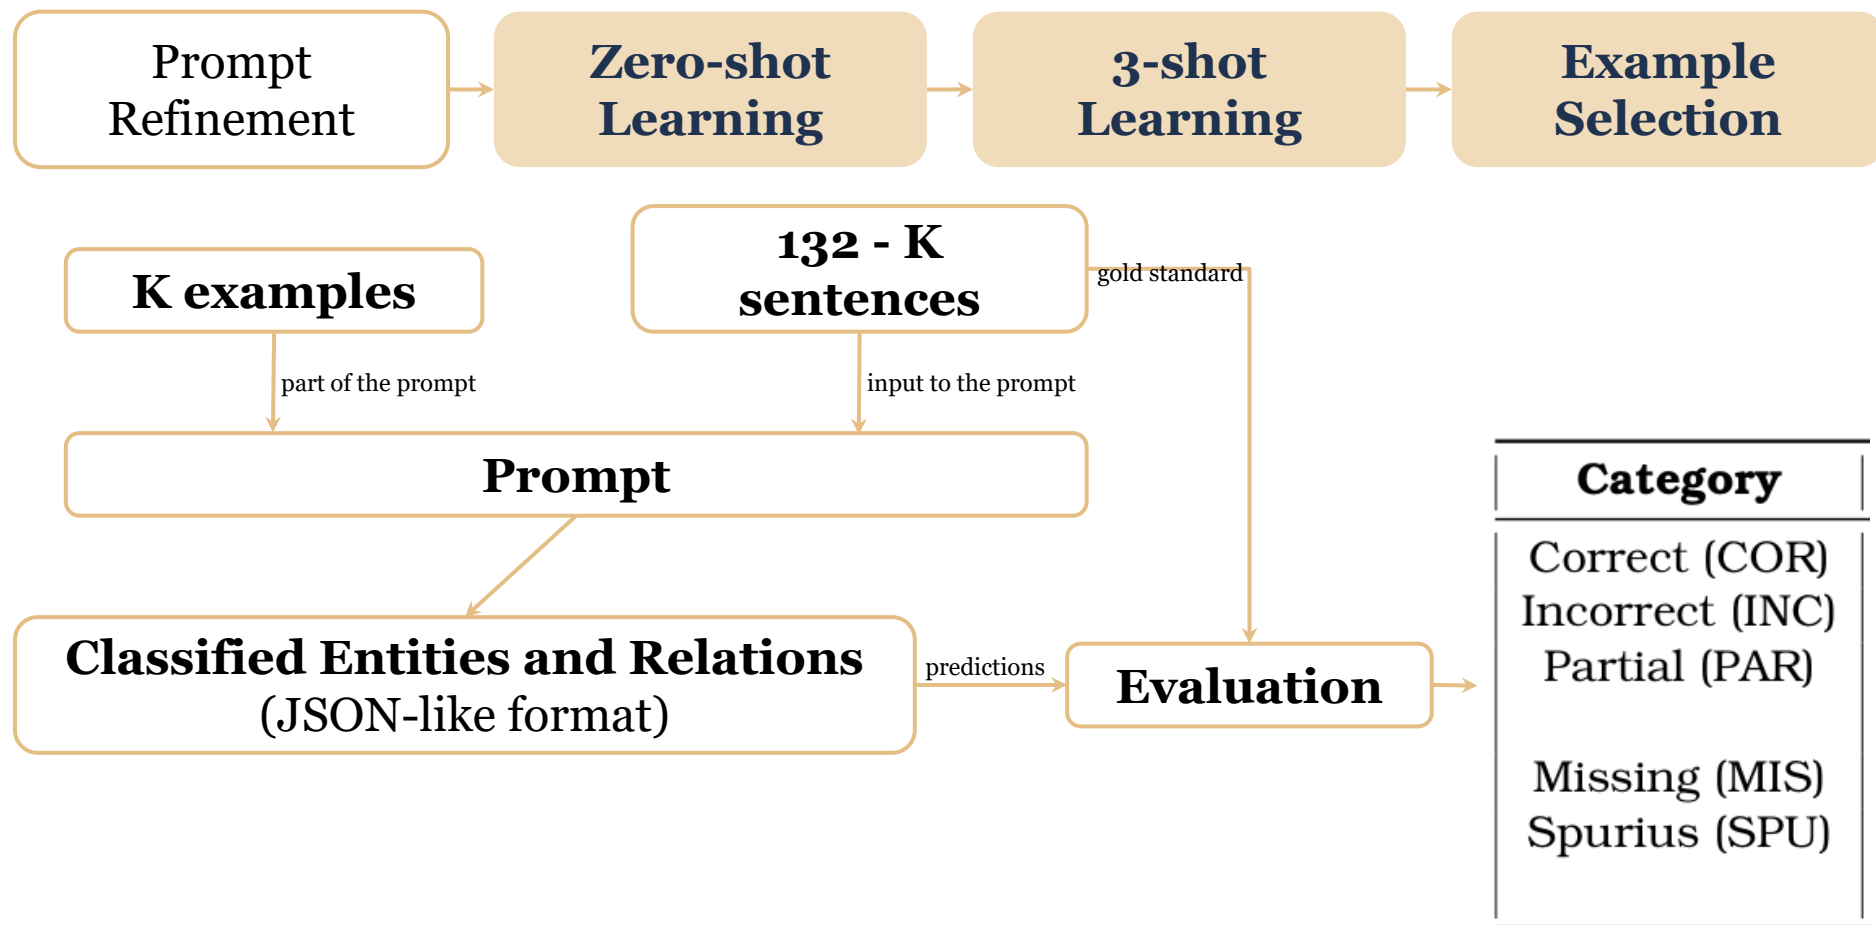 Prompt
Refinement
Zero-shot
Learning
3-shot
Learning
Example
Selection
K examples
132 - K
sentences
gold standard
part of the prompt
input to the prompt
Prompt
Category
Correct (COR)
Incorrect (INC)
Partial (PAR)
Missing (MIS)
Spurius (SPU)
Classified Entities and Relations
(JSON-like format)
predictions
Evaluation